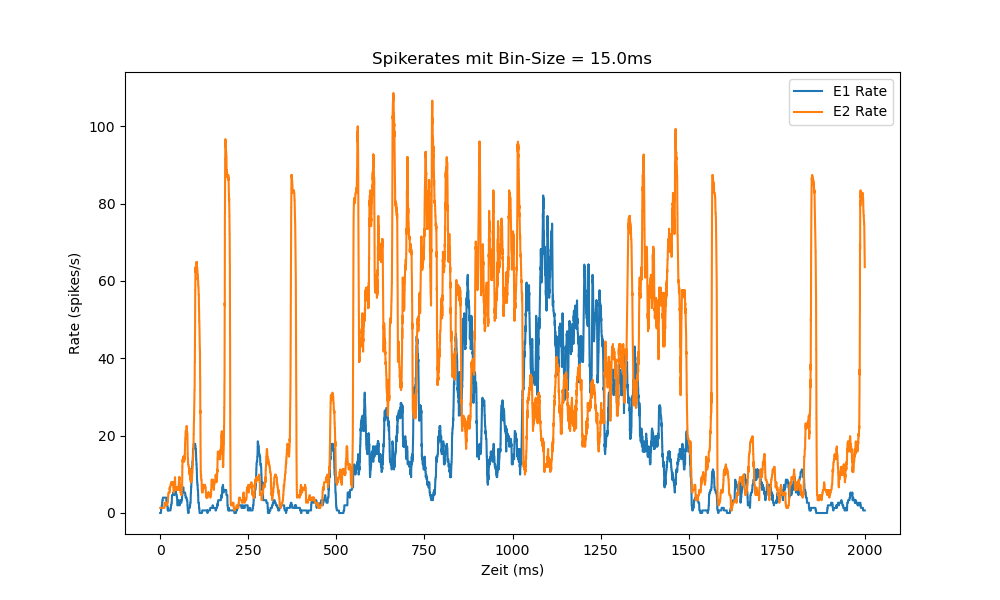 Spikerates mit Bin-Size = 15.0ms
E1 Rate
E2 Rate
100
80
60
40
20
0
Rate (spikes/s)
0 250 500 750 1000 1250 1500 1750 2000
Zeit (ms)